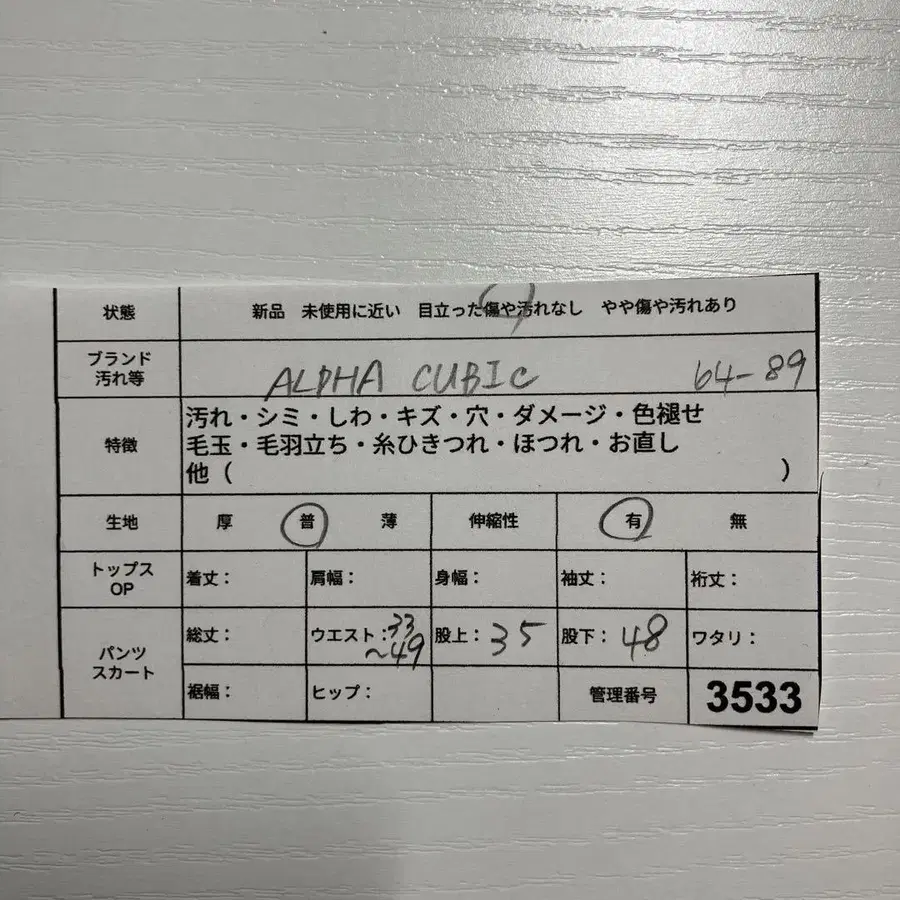 状態 新品 未使用に近い 目立った傷や汚れなし やや傷や汚れあり
ブランド
汚れ等 ALPHA CUBIC 64-89
特徴 汚れ・シミ・しわ・キズ・穴・ダメージ・色褪せ
毛玉・毛羽立ち・糸ひきつれ・ほつれ・お直し
他( )
生地 厚 普 薄 伸縮性 有 無
トップス
OP 着丈: 肩幅: 身幅: 袖丈: 裄丈:
パンツ
スカート 総丈: ウエスト:33
~49 股上:35 股下:48 ワタリ:
裾幅: ヒップ: 管理番号 3533